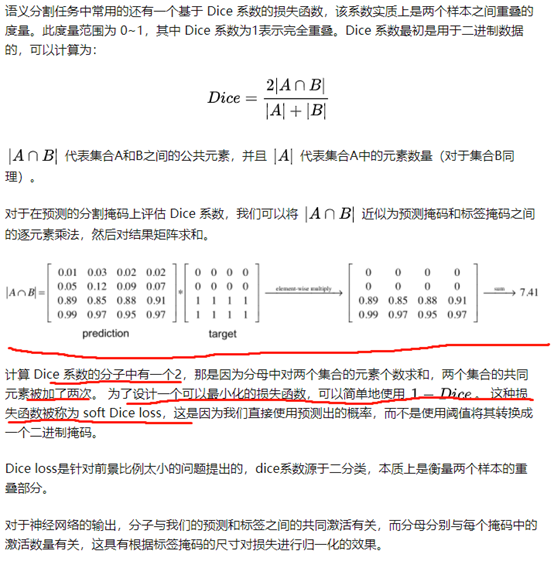 语义分割任务中常用的还有一个基于 Dice 系数的损失函数，该系数实质上是两个样本之间重叠的
度量。此度量范围为 0~1，其中 Dice 系数为1表示完全重叠。Dice 系数最初是用于二进制数据
的，可以计算为：
Dice = 2|A ∩ B| / |A| + |B|
|A ∩ B| 代表集合A和B之间的公共元素，并且 |A| 代表集合A中的元素数量（对于集合B同
理）。
对于在预测的分割掩码上评估 Dice 系数，我们可以将 |A ∩ B| 近似为预测掩码和标签掩码之间
的逐元素乘法，然后对结果矩阵求和。
0.01 0.03 0.02 0.02 0 0 0 0 0 0 0 0
0.05 0.12 0.09 0.07 0 0 0 0 0 0 0 0
|A ∩ B| = * element-wise multiply → sum → 7.41
0.89 0.85 0.88 0.91 1 1 1 1 0.89 0.85 0.88 0.91
0.99 0.97 0.95 0.97 1 1 1 1 0.99 0.97 0.95 0.97
prediction target
计算 Dice 系数的分子中有一个2，那是因为分母中对两个集合的元素个数求和，两个集合的共同
元素被加了两次。 为了设计一个可以最小化的损失函数，可以简单地使用 1 − Dice。 这种损
失函数被称为 soft Dice loss，这是因为我们直接使用预测出的概率，而不是使用阈值将其转换成
一个二进制掩码。
Dice loss是针对前景比例太小的问题提出的，dice系数源于二分类，本质上是衡量两个样本的重
叠部分。
对于神经网络的输出，分子与我们的预测和标签之间的共同激活有关，而分母分别与每个掩码中的
激活数量有关，这具有根据标签掩码的尺寸对损失进行归一化的效果。